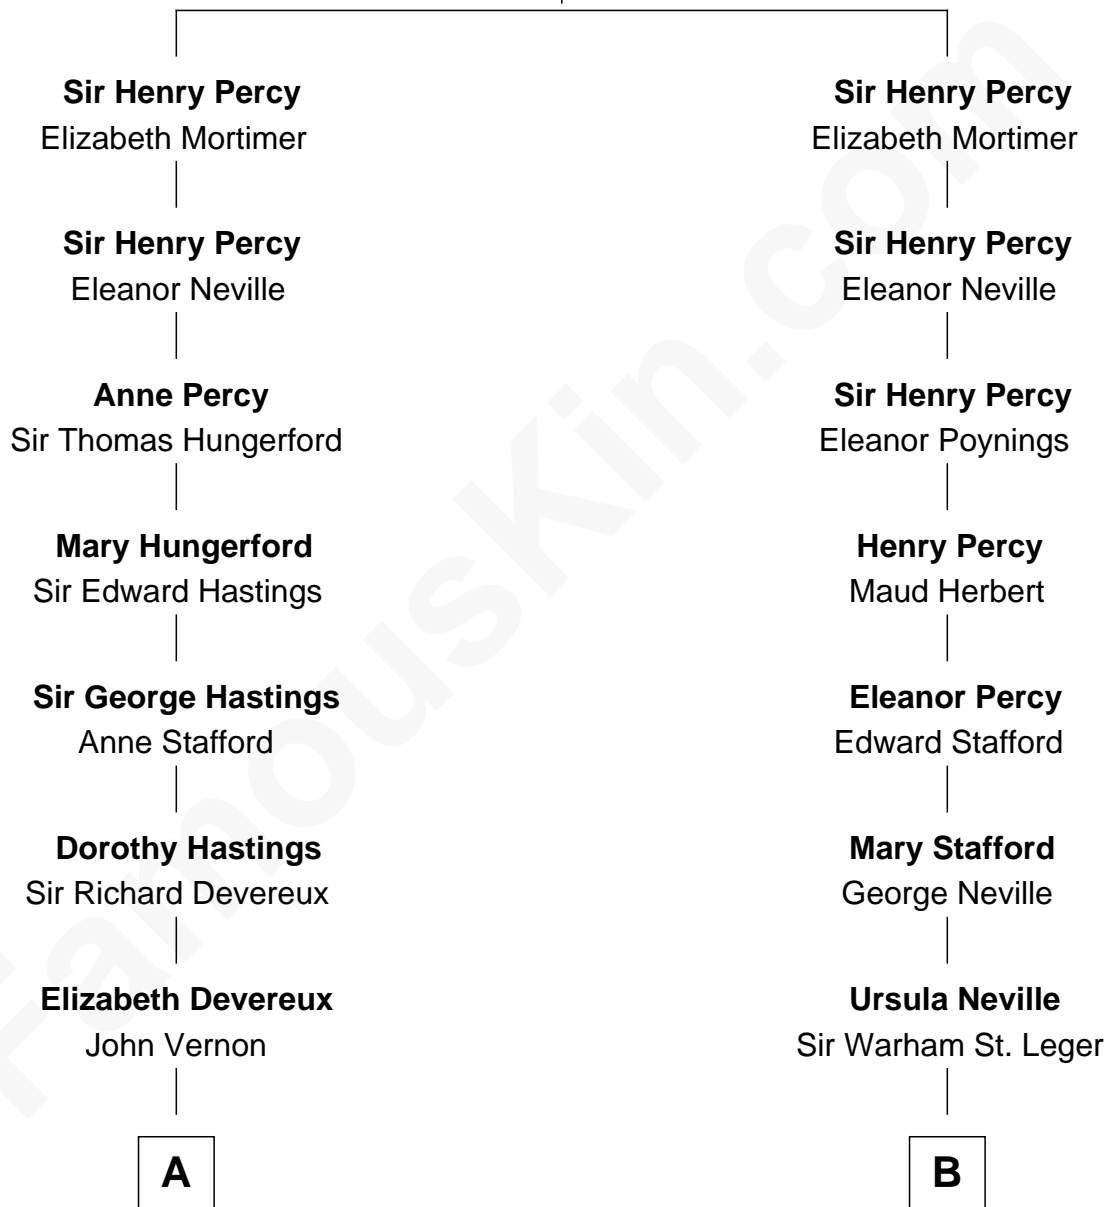 Sir Henry Percy
Elizabeth Mortimer
Sir Henry Percy
Eleanor Neville
Anne Percy
Sir Thomas Hungerford
Mary Hungerford
Sir Edward Hastings
Sir George Hastings
Anne Stafford
Dorothy Hastings
Sir Richard Devereux
Elizabeth Devereux
John Vernon
A
Sir Henry Percy
Elizabeth Mortimer
Sir Henry Percy
Eleanor Neville
Sir Henry Percy
Eleanor Poynings
Henry Percy
Maud Herbert
Eleanor Percy
Edward Stafford
Mary Stafford
George Neville
Ursula Neville
Sir Warham St. Leger
B
FamousKin.com